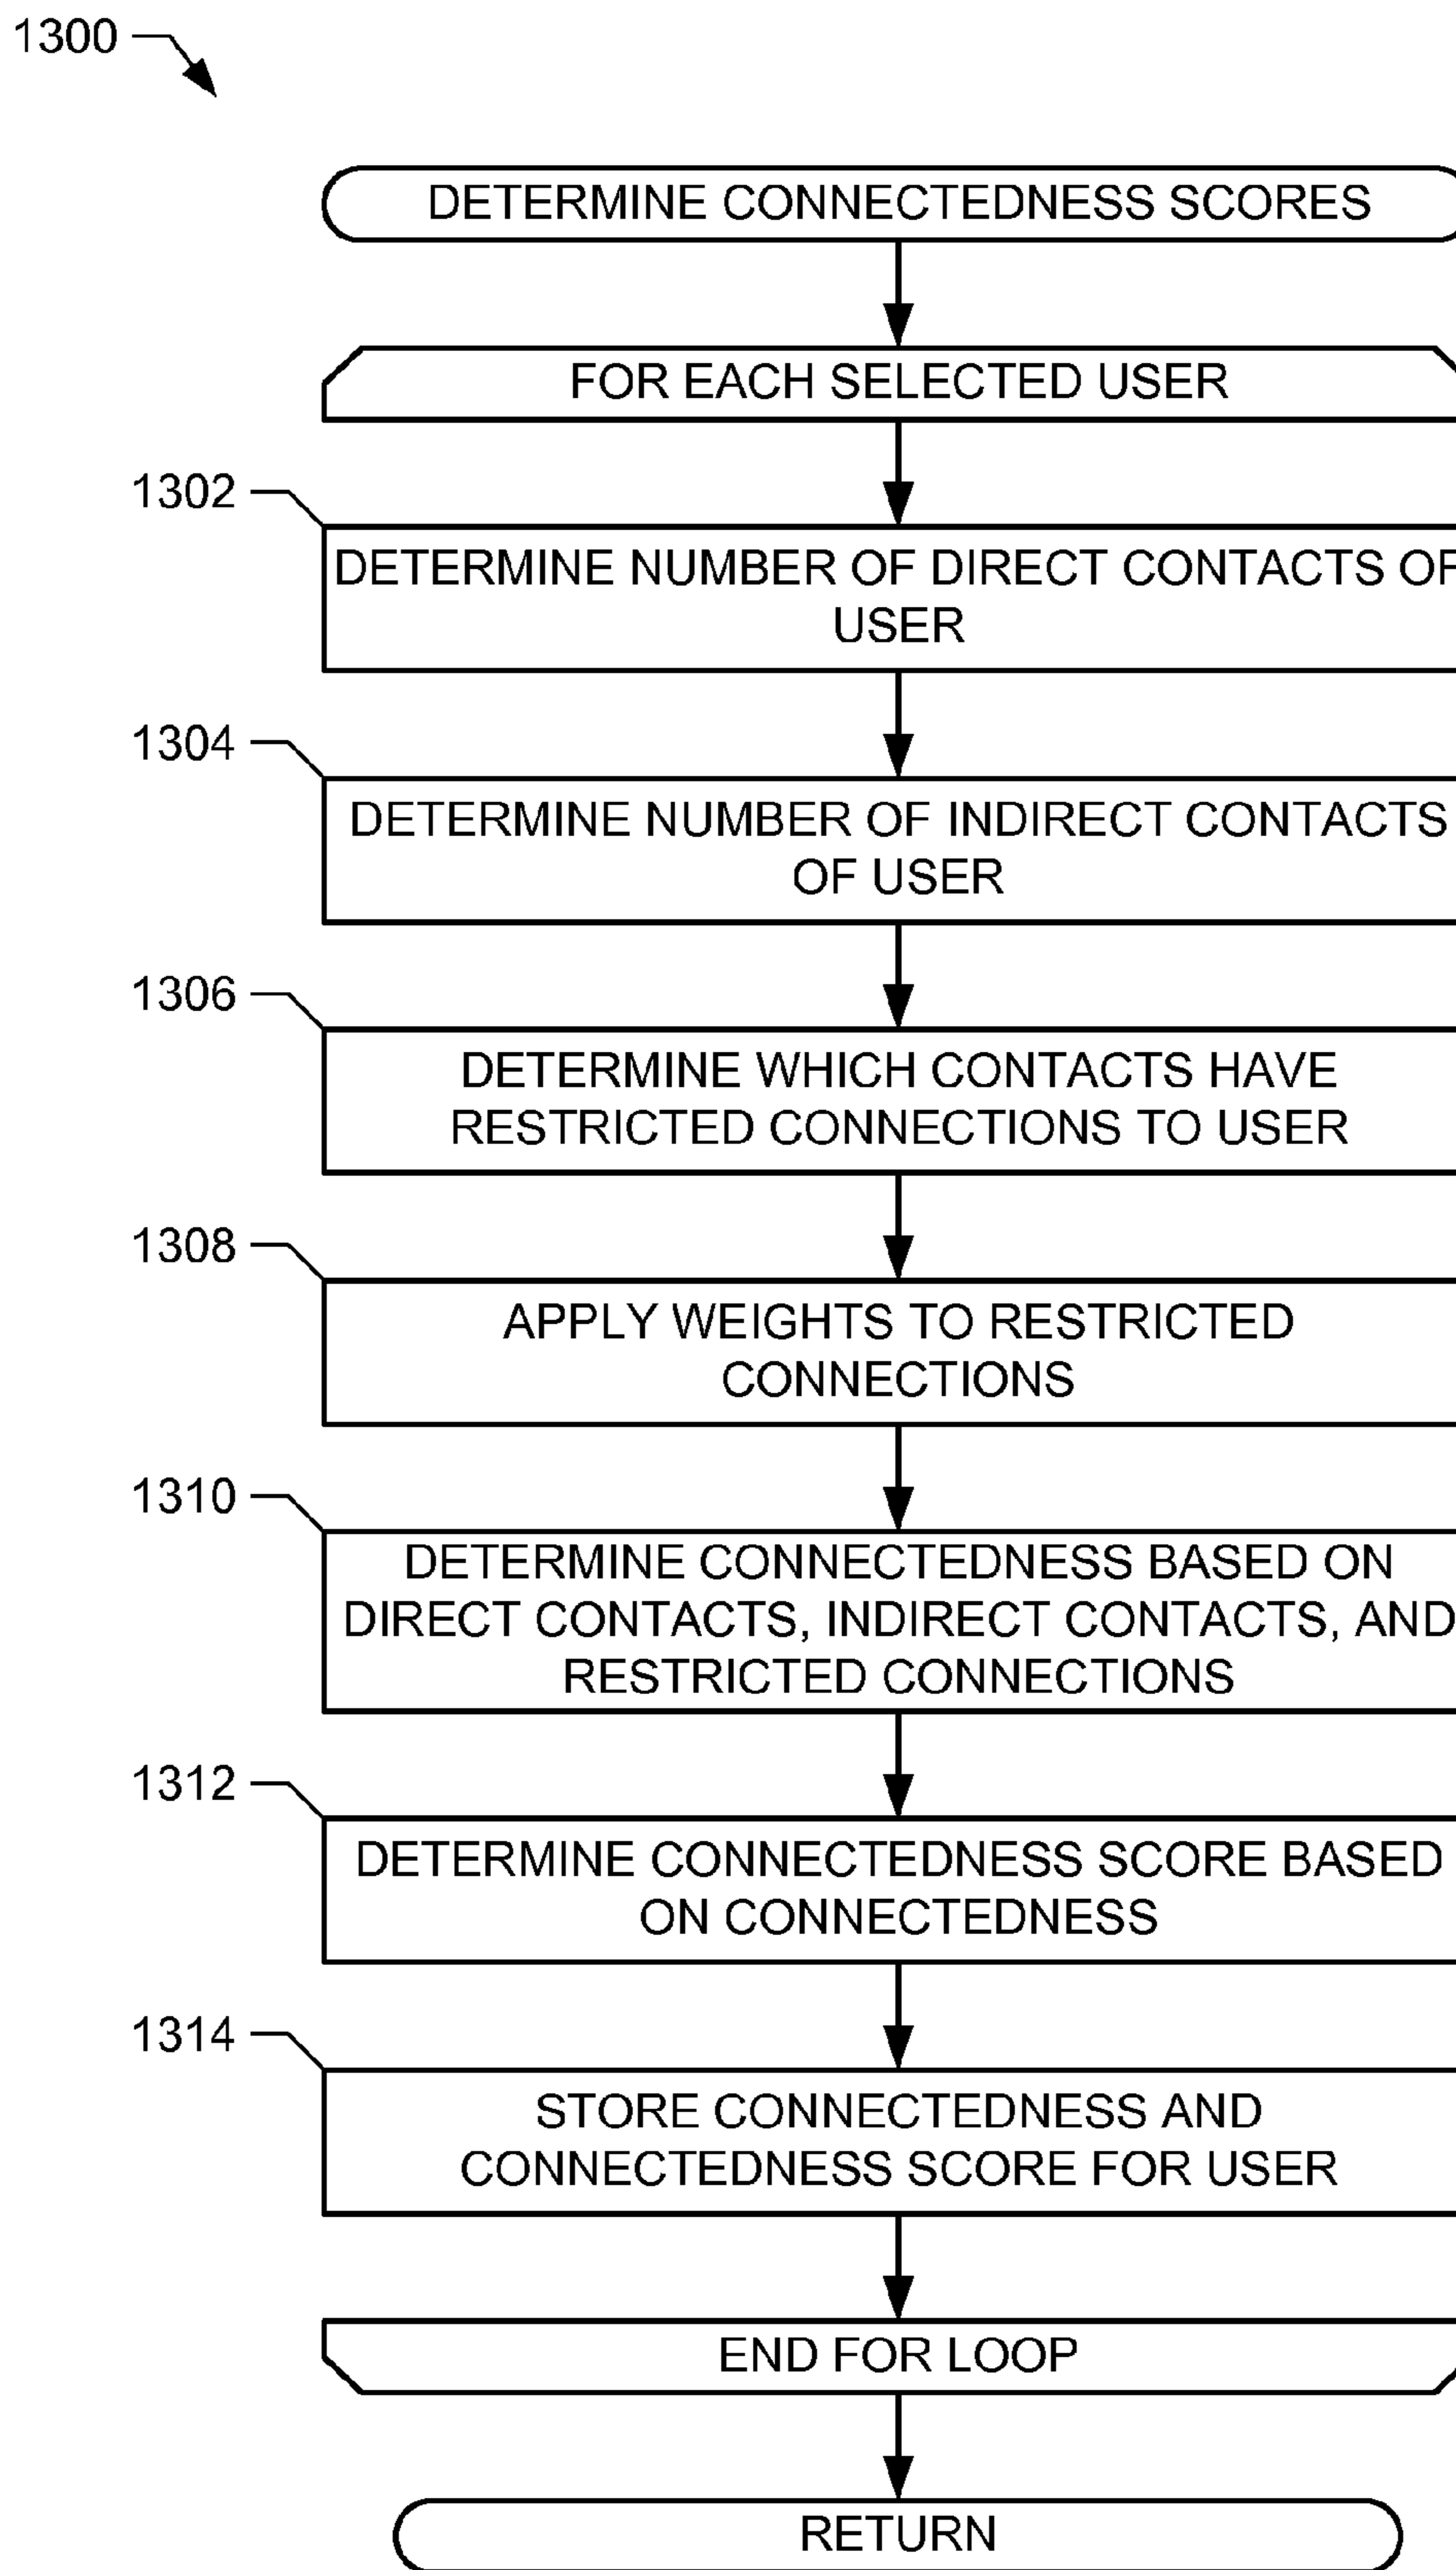 1300
DETERMINE CONNECTEDNESS SCORES
FOR EACH SELECTED USER
1302
DETERMINE NUMBER OF DIRECT CONTACTS OF
USER
1304
DETERMINE NUMBER OF INDIRECT CONTACTS
OF USER
1306
DETERMINE WHICH CONTACTS HAVE
RESTRICTED CONNECTIONS TO USER
1308
APPLY WEIGHTS TO RESTRICTED
CONNECTIONS
1310
DETERMINE CONNECTEDNESS BASED ON
DIRECT CONTACTS, INDIRECT CONTACTS, AND
RESTRICTED CONNECTIONS
1312
DETERMINE CONNECTEDNESS SCORE BASED
ON CONNECTEDNESS
1314
STORE CONNECTEDNESS AND
CONNECTEDNESS SCORE FOR USER
END FOR LOOP
RETURN